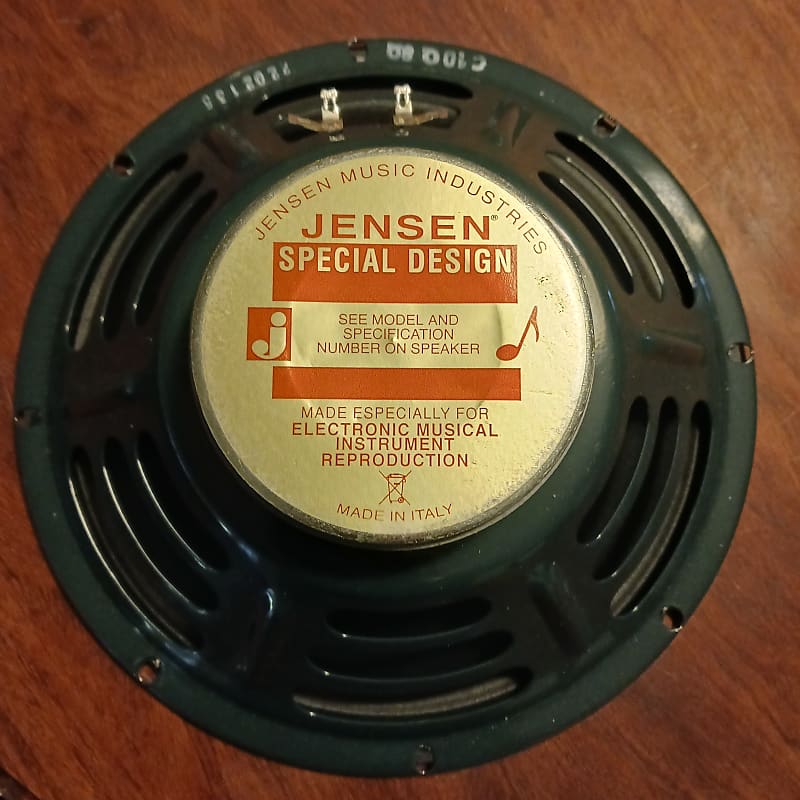 C10Q 8Ω
JENSEN MUSIC INDUSTRIES
JENSEN®
SPECIAL DESIGN
j
SEE MODEL AND
SPECIFICATION
NUMBER ON SPEAKER
MADE ESPECIALLY FOR
ELECTRONIC MUSICAL
INSTRUMENT
REPRODUCTION
MADE IN ITALY